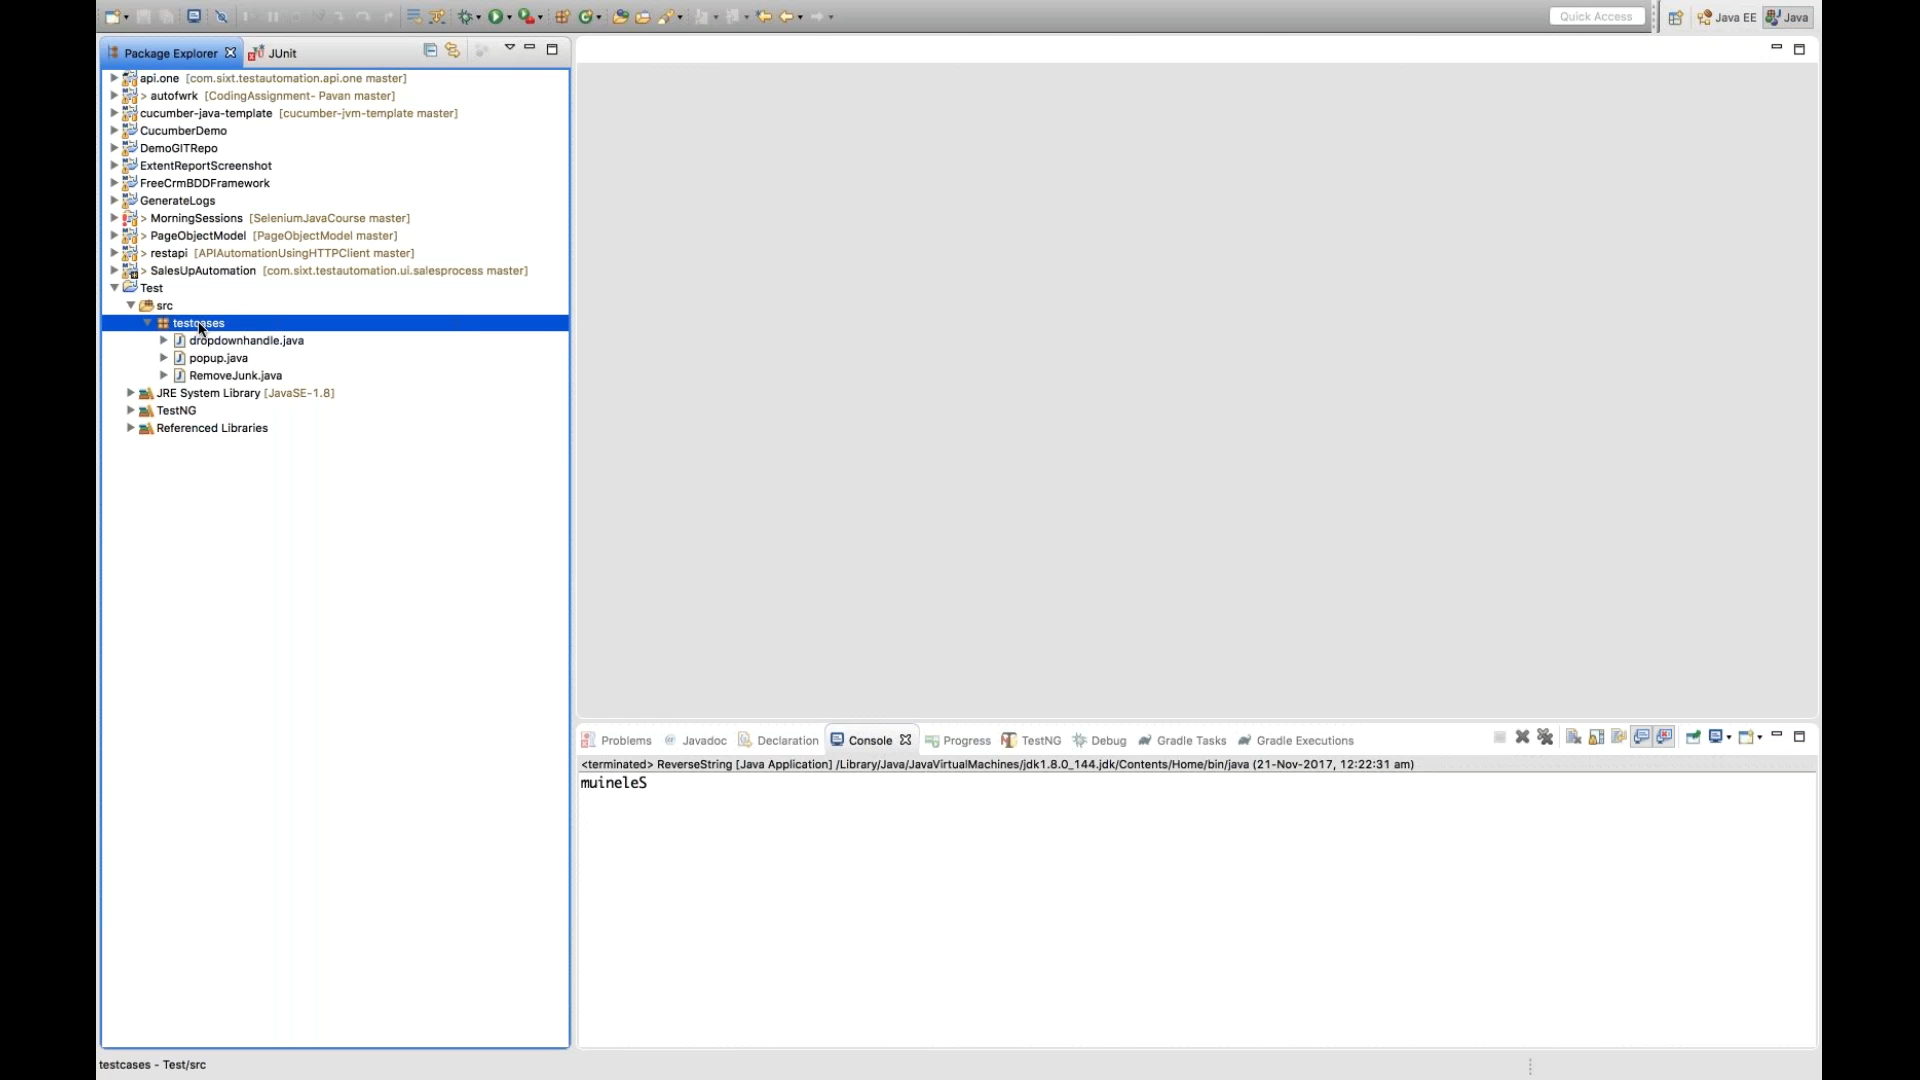 Quick Access
Java EE
Java
Package Explorer
JUnit
api.one [com.sixt.testautomation.api.one master]
> autofwrk [CodingAssignment- Pavan master]
cucumber-java-template [cucumber-jvm-template master]
CucumberDemo
DemoGITRepo
ExtentReportScreenshot
FreeCrmBDDFramework
GenerateLogs
> MorningSessions [SeleniumJavaCourse master]
> PageObjectModel [PageObjectModel master]
> restapi [APIAutomationUsingHTTPClient master]
> SalesUpAutomation [com.sixt.testautomation.ui.salesprocess master]
Test
src
testcases
dropdownhandle.java
popup.java
RemoveJunk.java
JRE System Library [JavaSE-1.8]
TestNG
Referenced Libraries
Problems
Javadoc
Declaration
Console
Progress
TestNG
Debug
Gradle Tasks
Gradle Executions
<terminated> ReverseString [Java Application] /Library/Java/JavaVirtualMachines/jdk1.8.0_144.jdk/Contents/Home/bin/java (21-Nov-2017, 12:22:31 am)
muineleS
testcases - Test/src